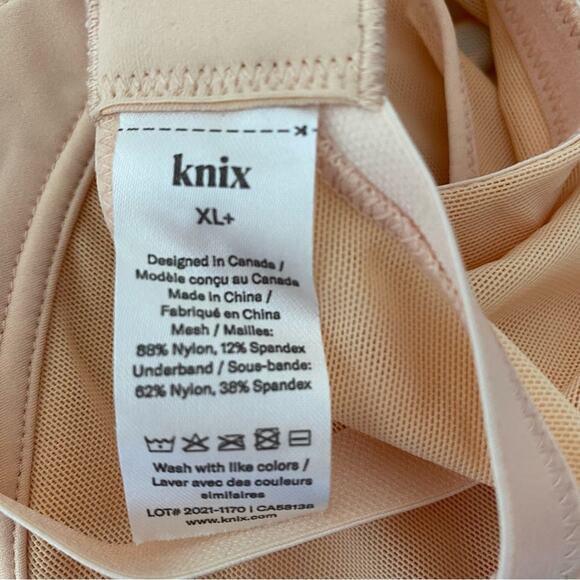 knix
XL+
Designed in Canada /
Modèle conçu au Canada
Made in China /
Fabriqué en China
Mesh / Mailles:
88% Nylon, 12% Spandex
Underband / Sous-bande:
62% Nylon, 38% Spandex
Wash with like colors /
Laver avec des couleurs
similaires
LOT# 2021-1170 | CA58138
www.knix.com